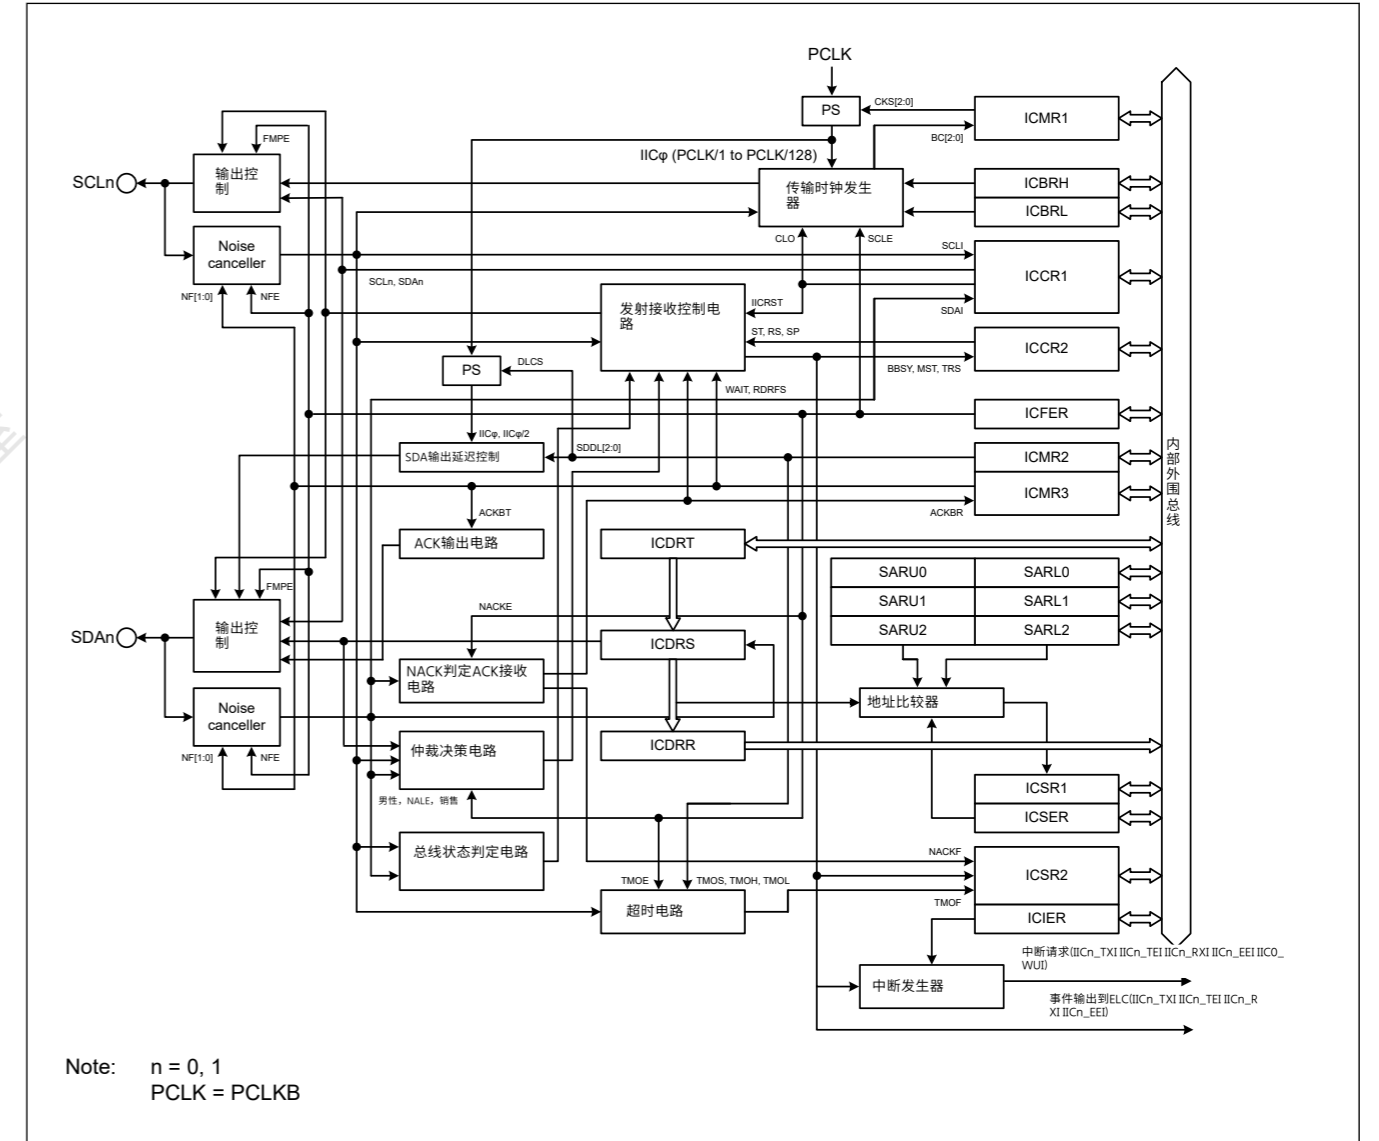 PCLK
PS
CKS[2:0]
ICMR1
BC[2:0]
FMPE
IICφ (PCLK/1 to PCLK/128)
SCLn
输出控
制
传输时钟发生
器
ICBRH
ICBRL
Noise
canceller
CLO
SCLE
SCLI
ICCR1
SCLn, SDAn
NF[1:0]
NFE
发射接收控制电
路
IICRST
SDAI
ST, RS, SP
ICCR2
BBSY, MST, TRS
PS
DLCS
WAIT, RDRFS
ICFER
IICφ, IICφ/2
SDA输出延迟控制
SDDL[2:0]
ICMR2
ICMR3
ACKBR
内部外围总线
ACKBT
ACK输出电路
ICDRT
SARU0
SARL0
SARU1
SARL1
SARU2
SARL2
FMPE
NACKE
SDAn
输出控
制
ICDRS
NACK判定ACK接收
电路
地址比较器
Noise
canceller
ICDRR
仲裁决策电路
NF[1:0]
NFE
男性，NALE，销售
ICSR1
ICSER
总线状态判定电路
NACKF
ICSR2
TMOE
TMOS, TMOH, TMOL
TMOF
超时电路
ICIER
中断请求(IICn_TXI IICn_TEI IICn_RXI IICn_EEI IIC0_
WUI)
中断发生器
事件输出到ELC(IICn_TXI IICn_TEI IICn_R
XI IICn_EEI)
Note: n = 0, 1
PCLK = PCLKB